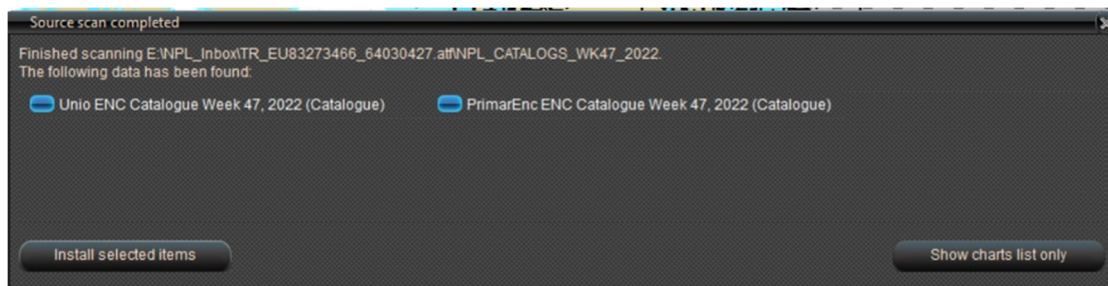 Source scan completed
Finished scanning E:\NPL_Inbox\TR_EU83273466_64030427.atf\NPL_CATALOGS_WK47_2022.
The following data has been found:
Unio ENC Catalogue Week 47, 2022 (Catalogue) PrimarEnc ENC Catalogue Week 47, 2022 (Catalogue)
Install selected items Show charts list only